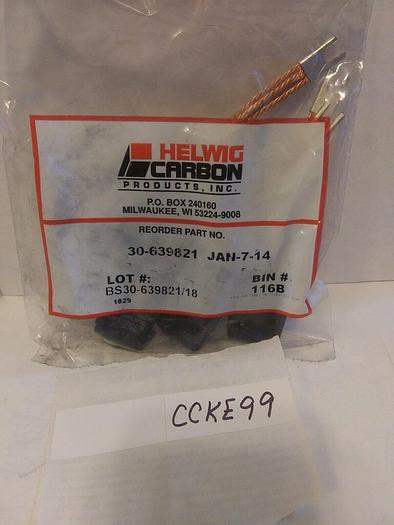 HELWIG
CARBON
PRODUCTS, INC.
P.O. BOX 240160
MILWAUKEE, WI 53224-9008
REORDER PART NO.
30-639821 JAN-7-14
LOT #: BIN #
BS30-639821/18 116B
1829
CCKE99